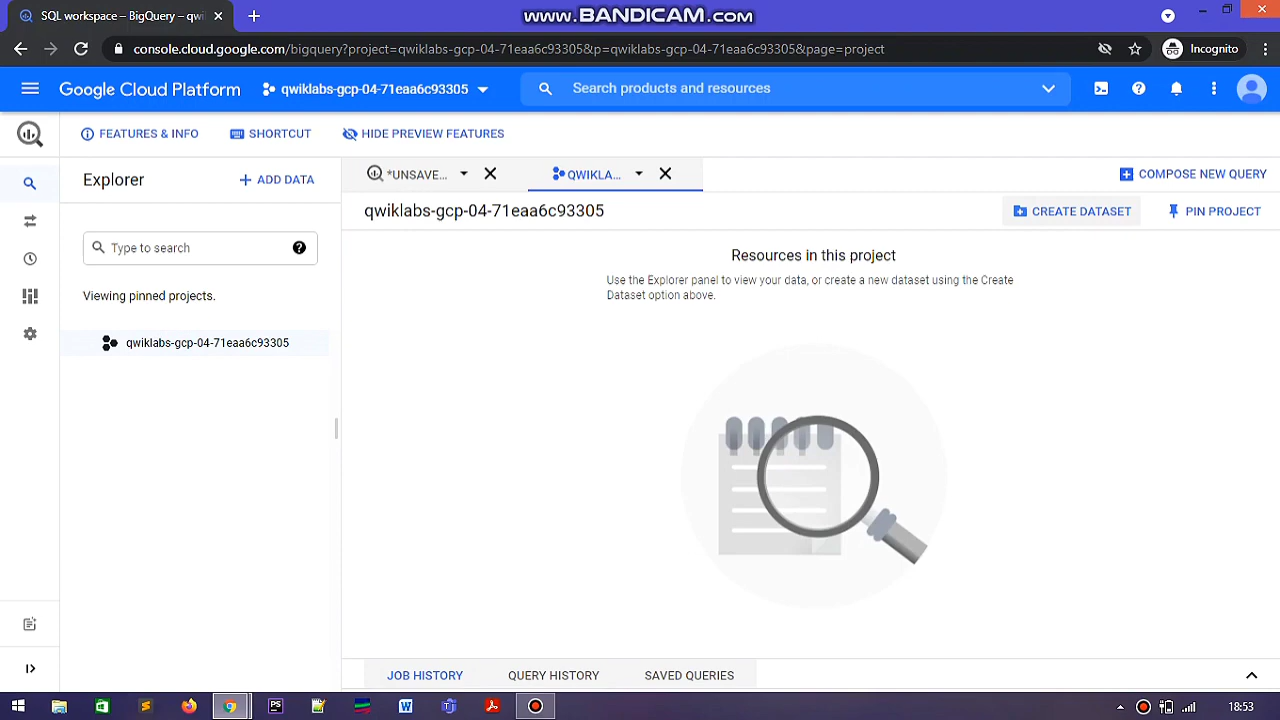 www.BANDICAM.com
SQL workspace – BigQuery – qwi
console.cloud.google.com/bigquery?project=qwiklabs-gcp-04-71eaa6c93305&p=qwiklabs-gcp-04-71eaa6c93305&page=project
Incognito
Google Cloud Platform
qwiklabs-gcp-04-71eaa6c93305
Search products and resources
FEATURES & INFO
SHORTCUT
HIDE PREVIEW FEATURES
Explorer
ADD DATA
*UNSAVE...
QWIKLA...
COMPOSE NEW QUERY
qwiklabs-gcp-04-71eaa6c93305
CREATE DATASET
PIN PROJECT
Type to search
Viewing pinned projects.
qwiklabs-gcp-04-71eaa6c93305
Resources in this project
Use the Explorer panel to view your data, or create a new dataset using the Create
Dataset option above.
JOB HISTORY
QUERY HISTORY
SAVED QUERIES
18:53